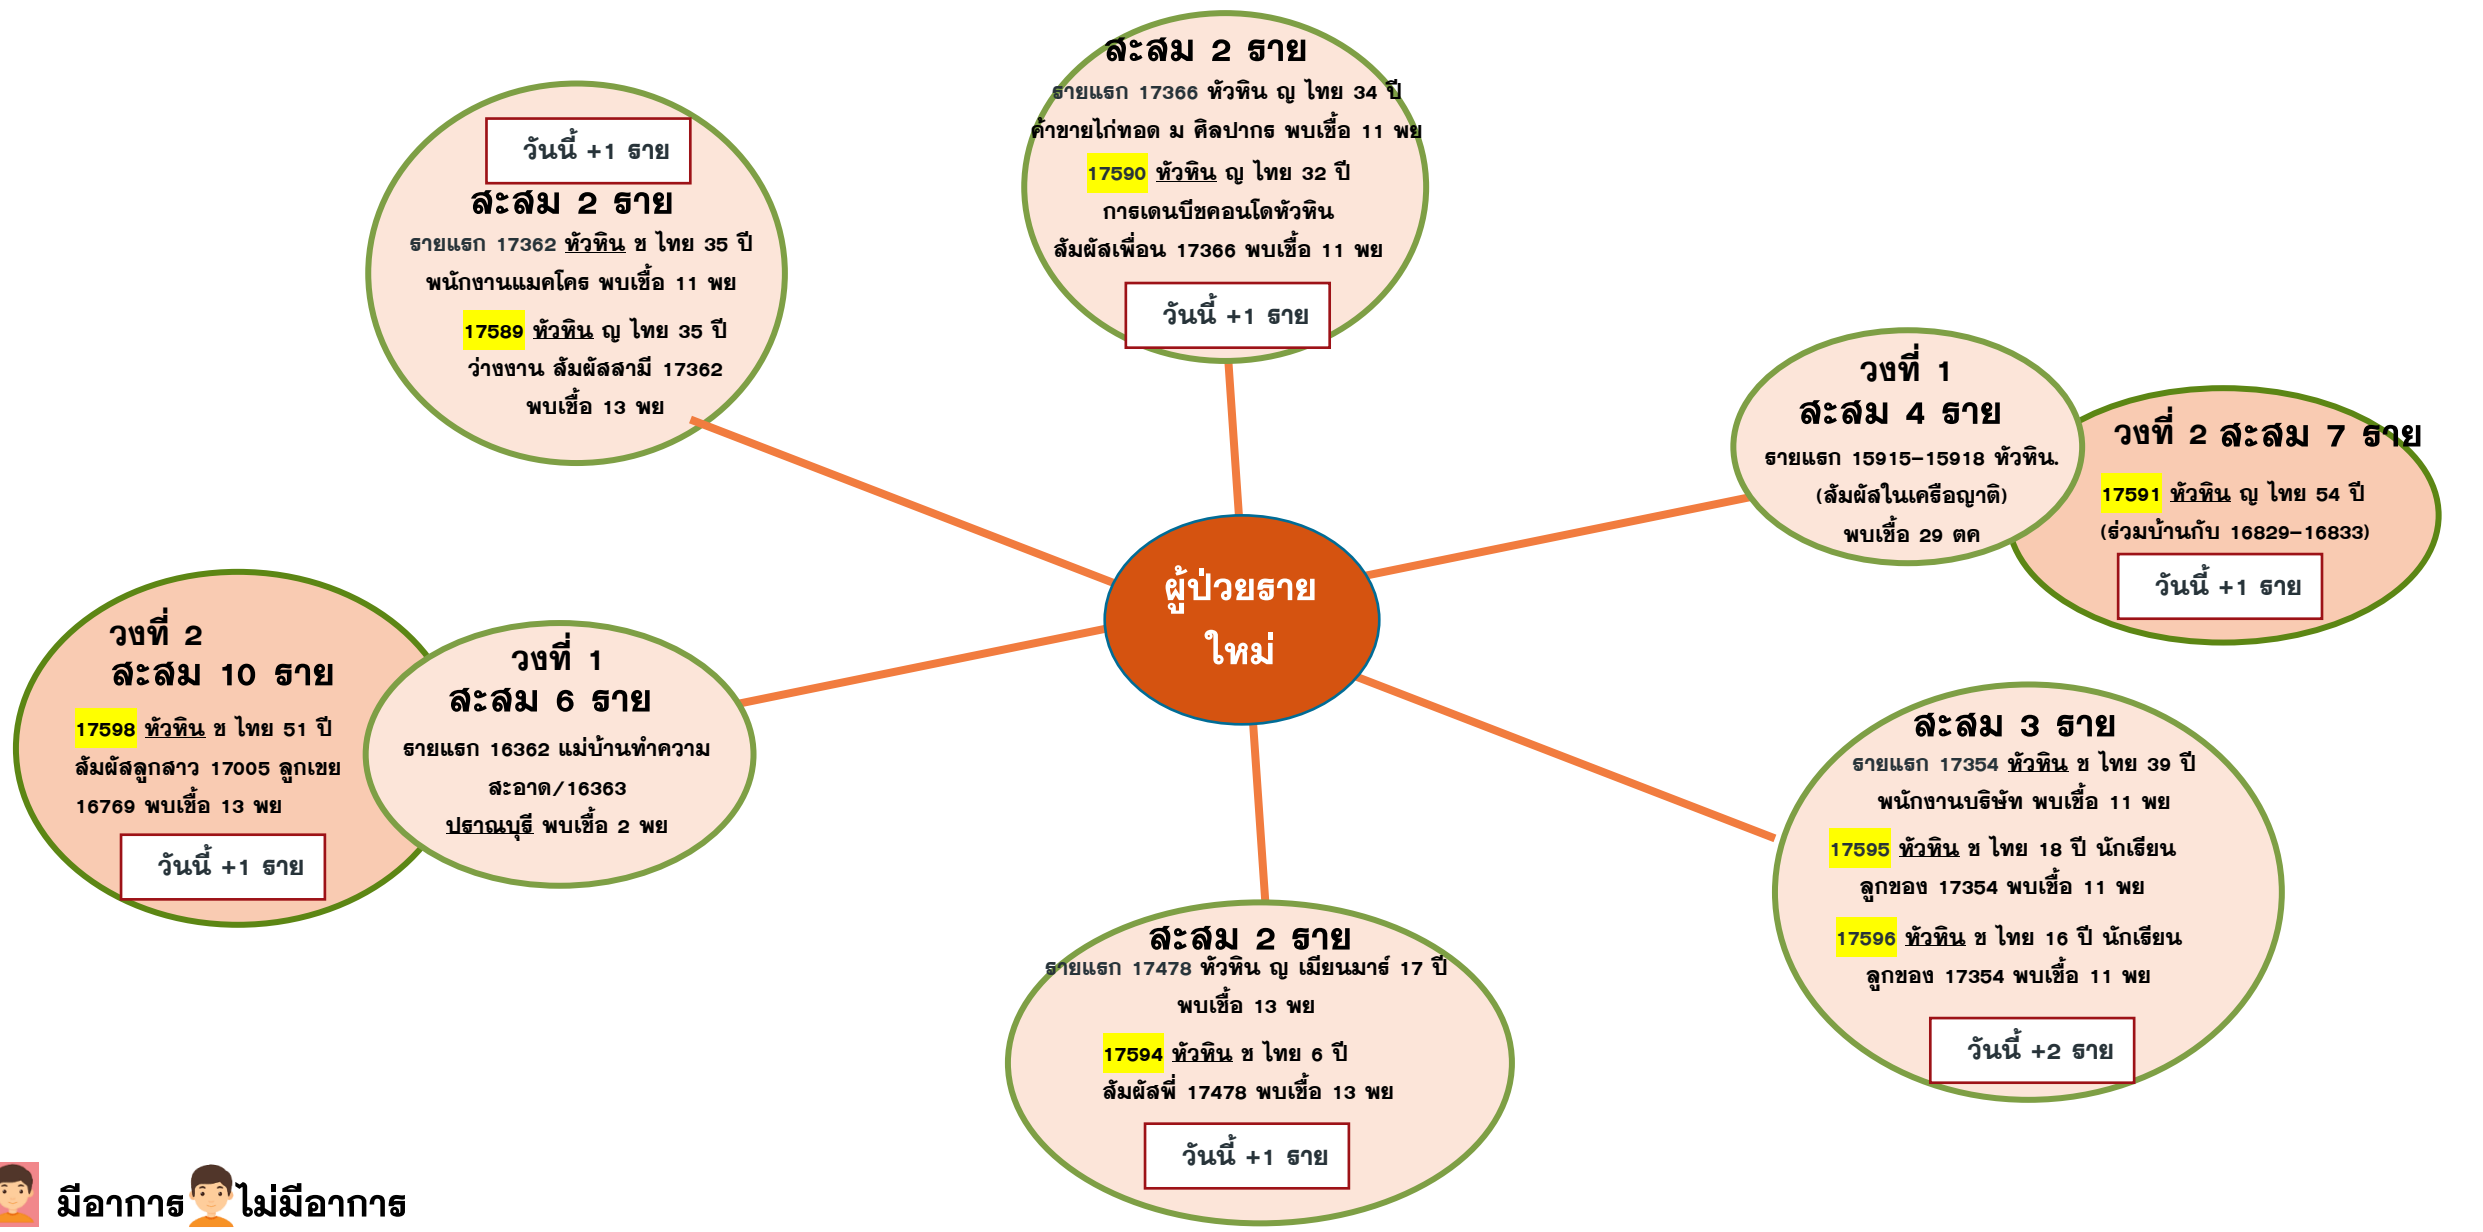 สะสม 2 ราย
รายแรก 17366 หัวหิน ญ ไทย 34 ปี
ค้าขายไก่ทอด ม ศิลปากร พบเชื้อ 11 พย
17590 หัวหิน ญ ไทย 32 ปี
การเดนบีชคอนโดหัวหิน
สัมผัสเพื่อน 17366 พบเชื้อ 11 พย
วันนี้ +1 ราย
วันนี้ +1 ราย
สะสม 2 ราย
รายแรก 17362 หัวหิน ช ไทย 35 ปี
พนักงานแมคโคร พบเชื้อ 11 พย
17589 หัวหิน ญ ไทย 35 ปี
ว่างงาน สัมผัสสามี 17362
พบเชื้อ 13 พย
วงที่ 1
สะสม 4 ราย
รายแรก 15915–15918 หัวหิน.
(สัมผัสในเครือญาติ)
พบเชื้อ 29 ตค
วงที่ 2 สะสม 7 ราย
17591 หัวหิน ญ ไทย 54 ปี
(ร่วมบ้านกับ 16829–16833)
วันนี้ +1 ราย
ผู้ป่วยราย
ใหม่
วงที่ 2
สะสม 10 ราย
17598 หัวหิน ช ไทย 51 ปี
สัมผัสลูกสาว 17005 ลูกเขย
16769 พบเชื้อ 13 พย
วันนี้ +1 ราย
วงที่ 1
สะสม 6 ราย
รายแรก 16362 แม่บ้านทำความ
สะอาด/16363
ปราณบุรี พบเชื้อ 2 พย
สะสม 3 ราย
รายแรก 17354 หัวหิน ช ไทย 39 ปี
พนักงานบริษัท พบเชื้อ 11 พย
17595 หัวหิน ช ไทย 18 ปี นักเรียน
ลูกของ 17354 พบเชื้อ 11 พย
17596 หัวหิน ช ไทย 16 ปี นักเรียน
ลูกของ 17354 พบเชื้อ 11 พย
วันนี้ +2 ราย
สะสม 2 ราย
รายแรก 17478 หัวหิน ญ เมียนมาร์ 17 ปี
พบเชื้อ 13 พย
17594 หัวหิน ช ไทย 6 ปี
สัมผัสพี่ 17478 พบเชื้อ 13 พย
วันนี้ +1 ราย
มีอาการ ไม่มีอาการ